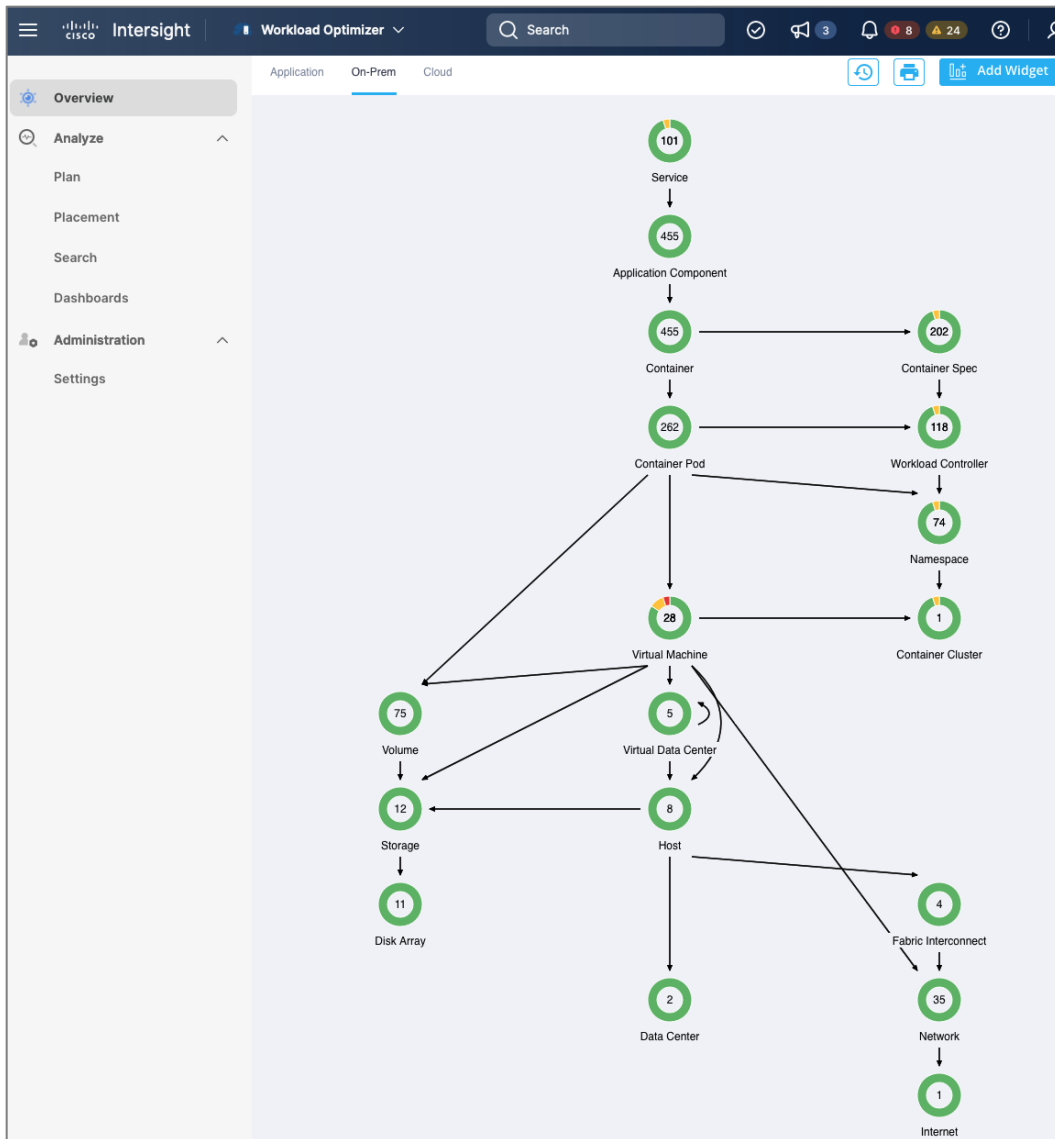 cisco Intersight Workload Optimizer Search 3 8 24
Application On-Prem Cloud Add Widget
Overview
Analyze
Plan
Placement
Search
Dashboards
Administration
Settings
101
Service
455
Application Component
455 202
Container Container Spec
262 118
Container Pod Workload Controller
74
Namespace
28 1
Virtual Machine Container Cluster
75 5
Volume Virtual Data Center
12 8
Storage Host
11 4
Disk Array Fabric Interconnect
2 35
Data Center Network
1
Internet